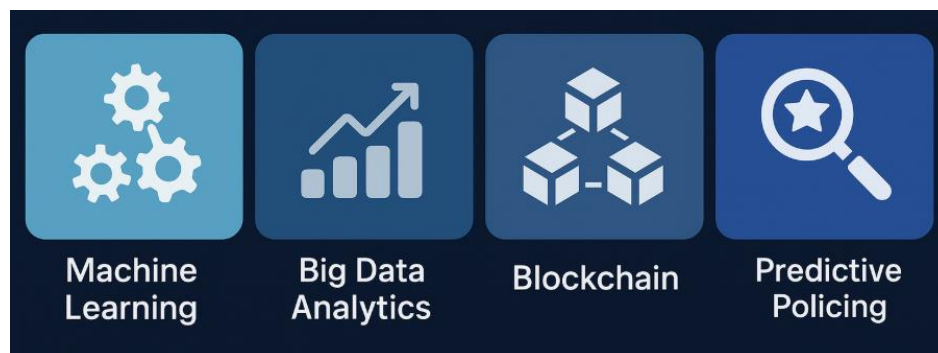 Machine
Learning
Big Data
Analytics
Blockchain
Predictive
Policing